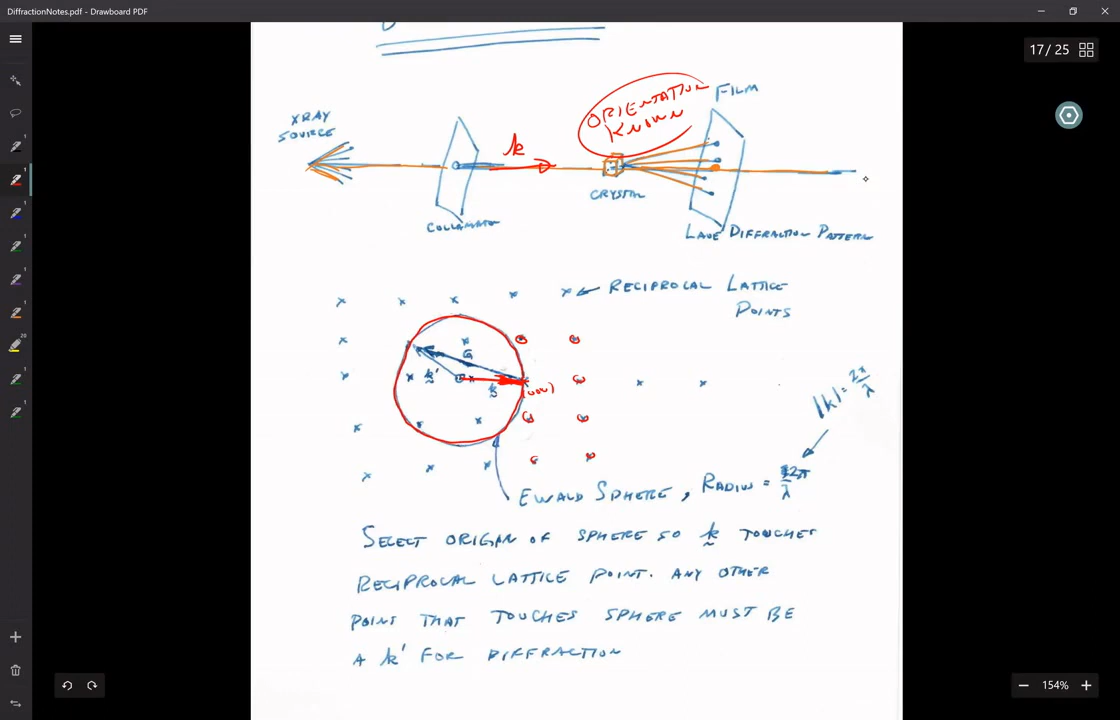 DiffractionNotes.pdf - Drawboard PDF
17 / 25
ORIENTATION
KNOWN
FILM
XRAY
SOURCE
k
CRYSTAL
COLLAMATOR
LAUE DIFFRACTION PATTERN
RECIPROCAL LATTICE
POINTS
G
k'
k
(000)
|k| = 2π/λ
EWALD SPHERE, RADIUS = 2π/λ
SELECT ORIGIN OF SPHERE SO k TOUCHES
RECIPROCAL LATTICE POINT. ANY OTHER
POINT THAT TOUCHES SPHERE MUST BE
A k' FOR DIFFRACTION
154%